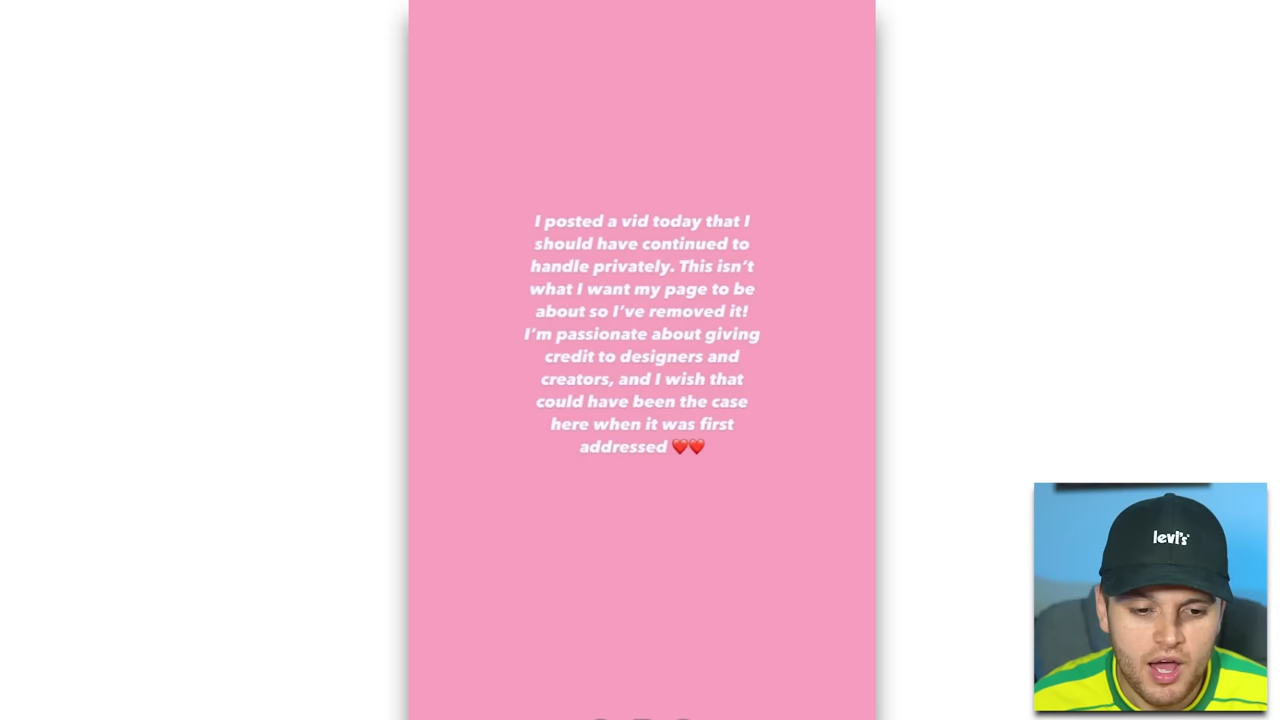 I posted a vid today that I
should have continued to
handle privately. This isn’t
what I want my page to be
about so I’ve removed it!
I’m passionate about giving
credit to designers and
creators, and I wish that
could have been the case
here when it was first
addressed ❤️❤️
levi's